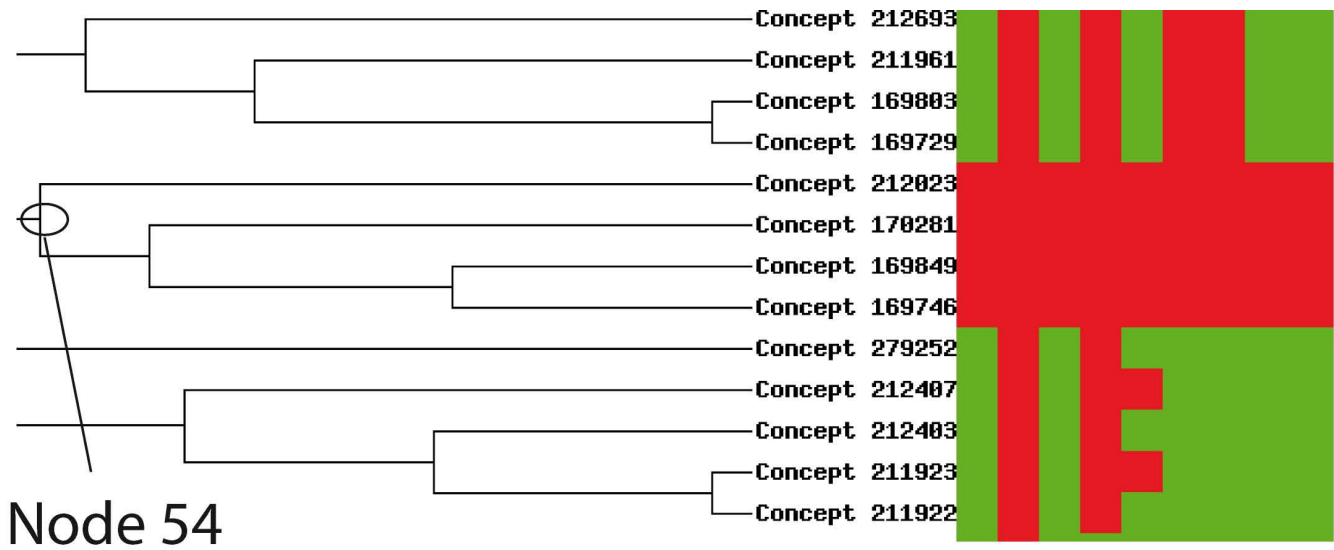 Concept 212693
Concept 211961
Concept 169803
Concept 169729
Concept 212023
Concept 170281
Concept 169849
Concept 169746
Concept 279252
Concept 212407
Concept 212403
Concept 211923
Concept 211922
Node 54